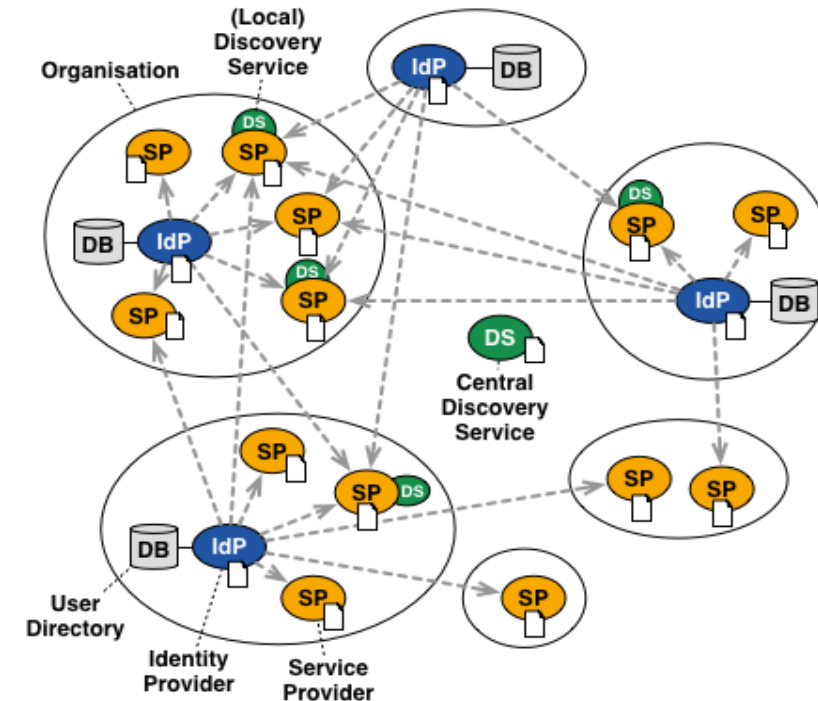 (Local)
Discovery
Service
Organisation
IdP
DB
DS
SP
SP
DS
SP
SP
SP
DB
IdP
DS
SP
IdP
DB
SP
DS
Central
Discovery
Service
SP
SP
DS
SP
SP
DB
IdP
SP
SP
User
Directory
Identity
Provider
Service
Provider